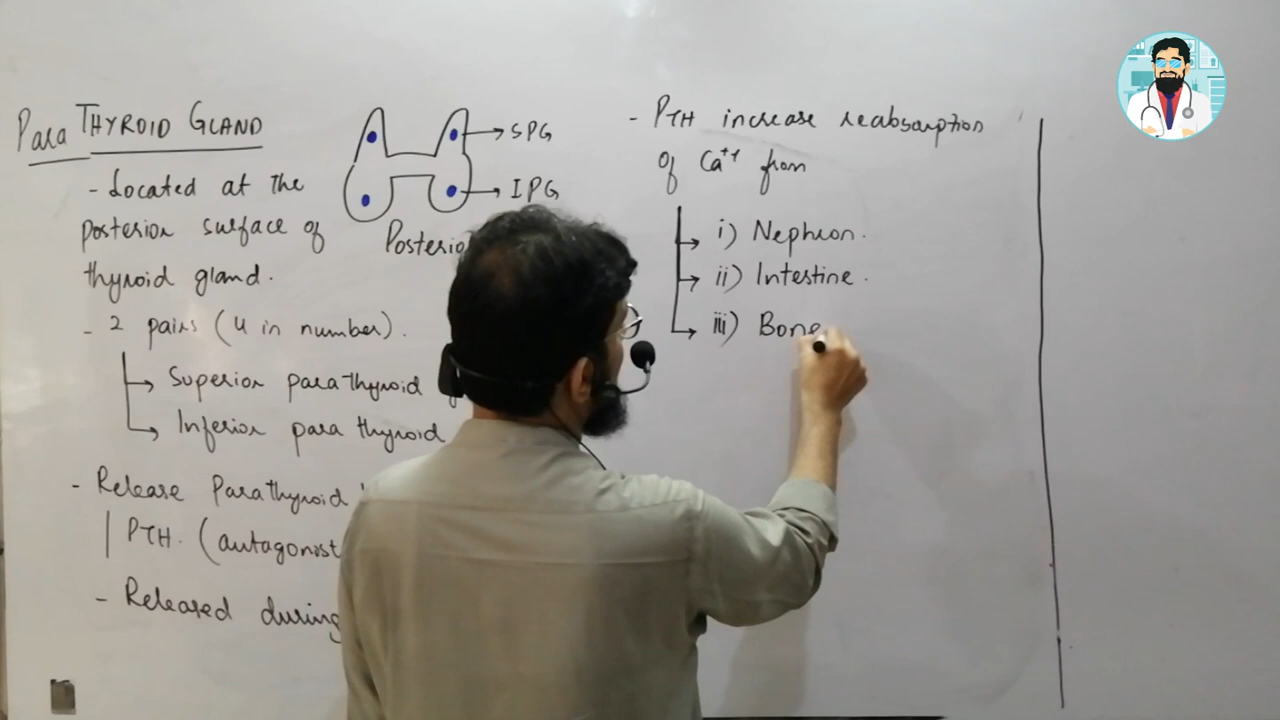 Para THYROID GLAND
- Located at the
posterior surface of
thyroid gland.
- 2 pairs (4 in number).
Superior parathyroid
Inferior para thyroid
- Release Parathyroid
PTH. (antagonist
- Released during
SPG
IPG
- PTH increase reabsorption
of Ca++ from
i) Nephron.
ii) Intestine.
iii) Bone